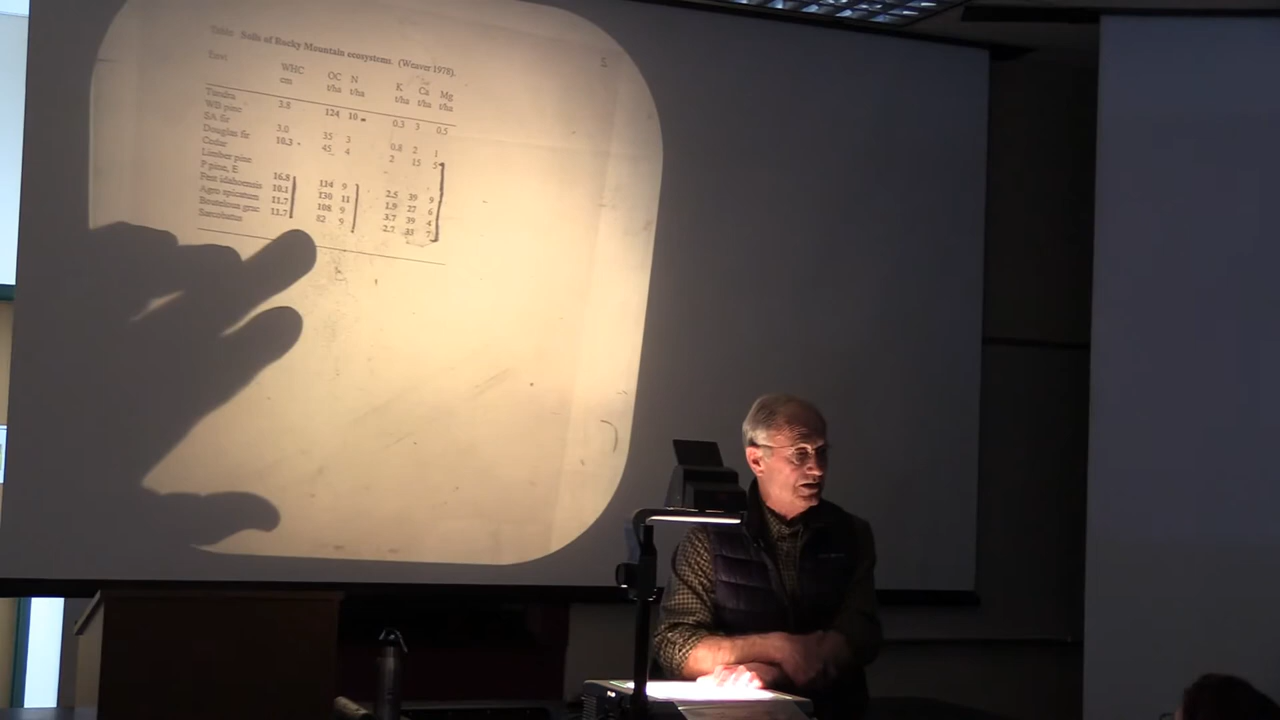 Table Soils of Rocky Mountain ecosystems. (Weaver 1978).
5
Envt WHC OC N K Ca Mg
cm t/ha t/ha t/ha t/ha t/ha
Tundra 3.8 124 10 0.3 3 0.5
WB pine
SA fir 3.0 35 3 0.8 2 1
Douglas fir 10.3 45 4 2 15 5
Cedar
Limber pine
P pine, E 16.8 114 9 2.5 39 9
Fest idahoensis 10.1 130 11 1.9 27 6
Agro spicatum 11.7 108 9 3.7 39 4
Bouteloua grac 13.7 82 9 2.7 33 7
Sarcobatus